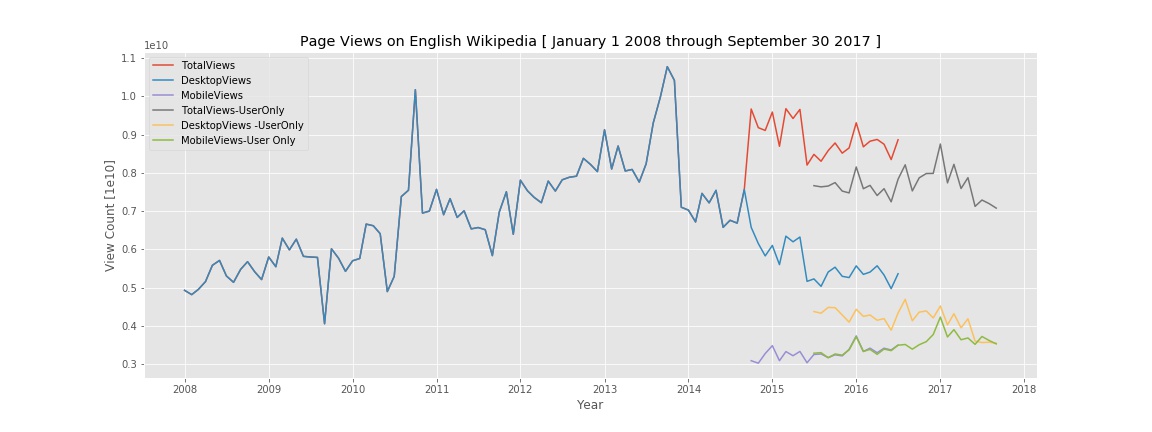 Page Views on English Wikipedia [ January 1 2008 through September 30 2017 ]
1e10
TotalViews
DesktopViews
MobileViews
TotalViews-UserOnly
DesktopViews -UserOnly
MobileViews-User Only
View Count [1e10]
1.1
1.0
0.9
0.8
0.7
0.6
0.5
0.4
0.3
2008 2009 2010 2011 2012 2013 2014 2015 2016 2017 2018
Year